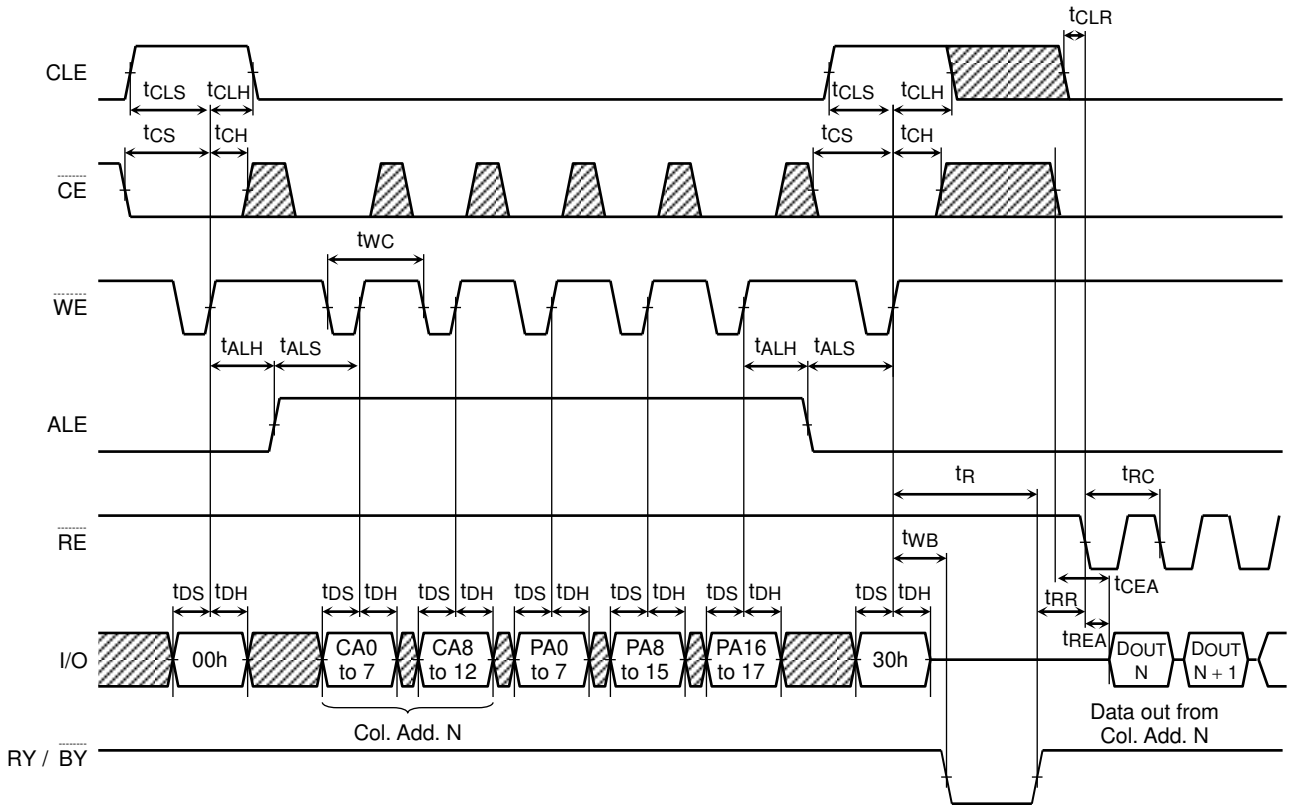 tCLR
CLE
tCLS tCLH tCLS tCLH
tCS tCH tCS tCH
CE
tWC
WE
tALH tALS tALH tALS
ALE
tR tRC
RE
tWB
tDS tDH tDS tDH tDS tDH tDS tDH tDS tDH tDS tDH tDS tDH tRR tCEA
tREA
I/O 00h CA0 to 7 CA8 to 12 PA0 to 7 PA8 to 15 PA16 to 17 30h DOUT N DOUT N + 1
Col. Add. N
Data out from
Col. Add. N
RY / BY